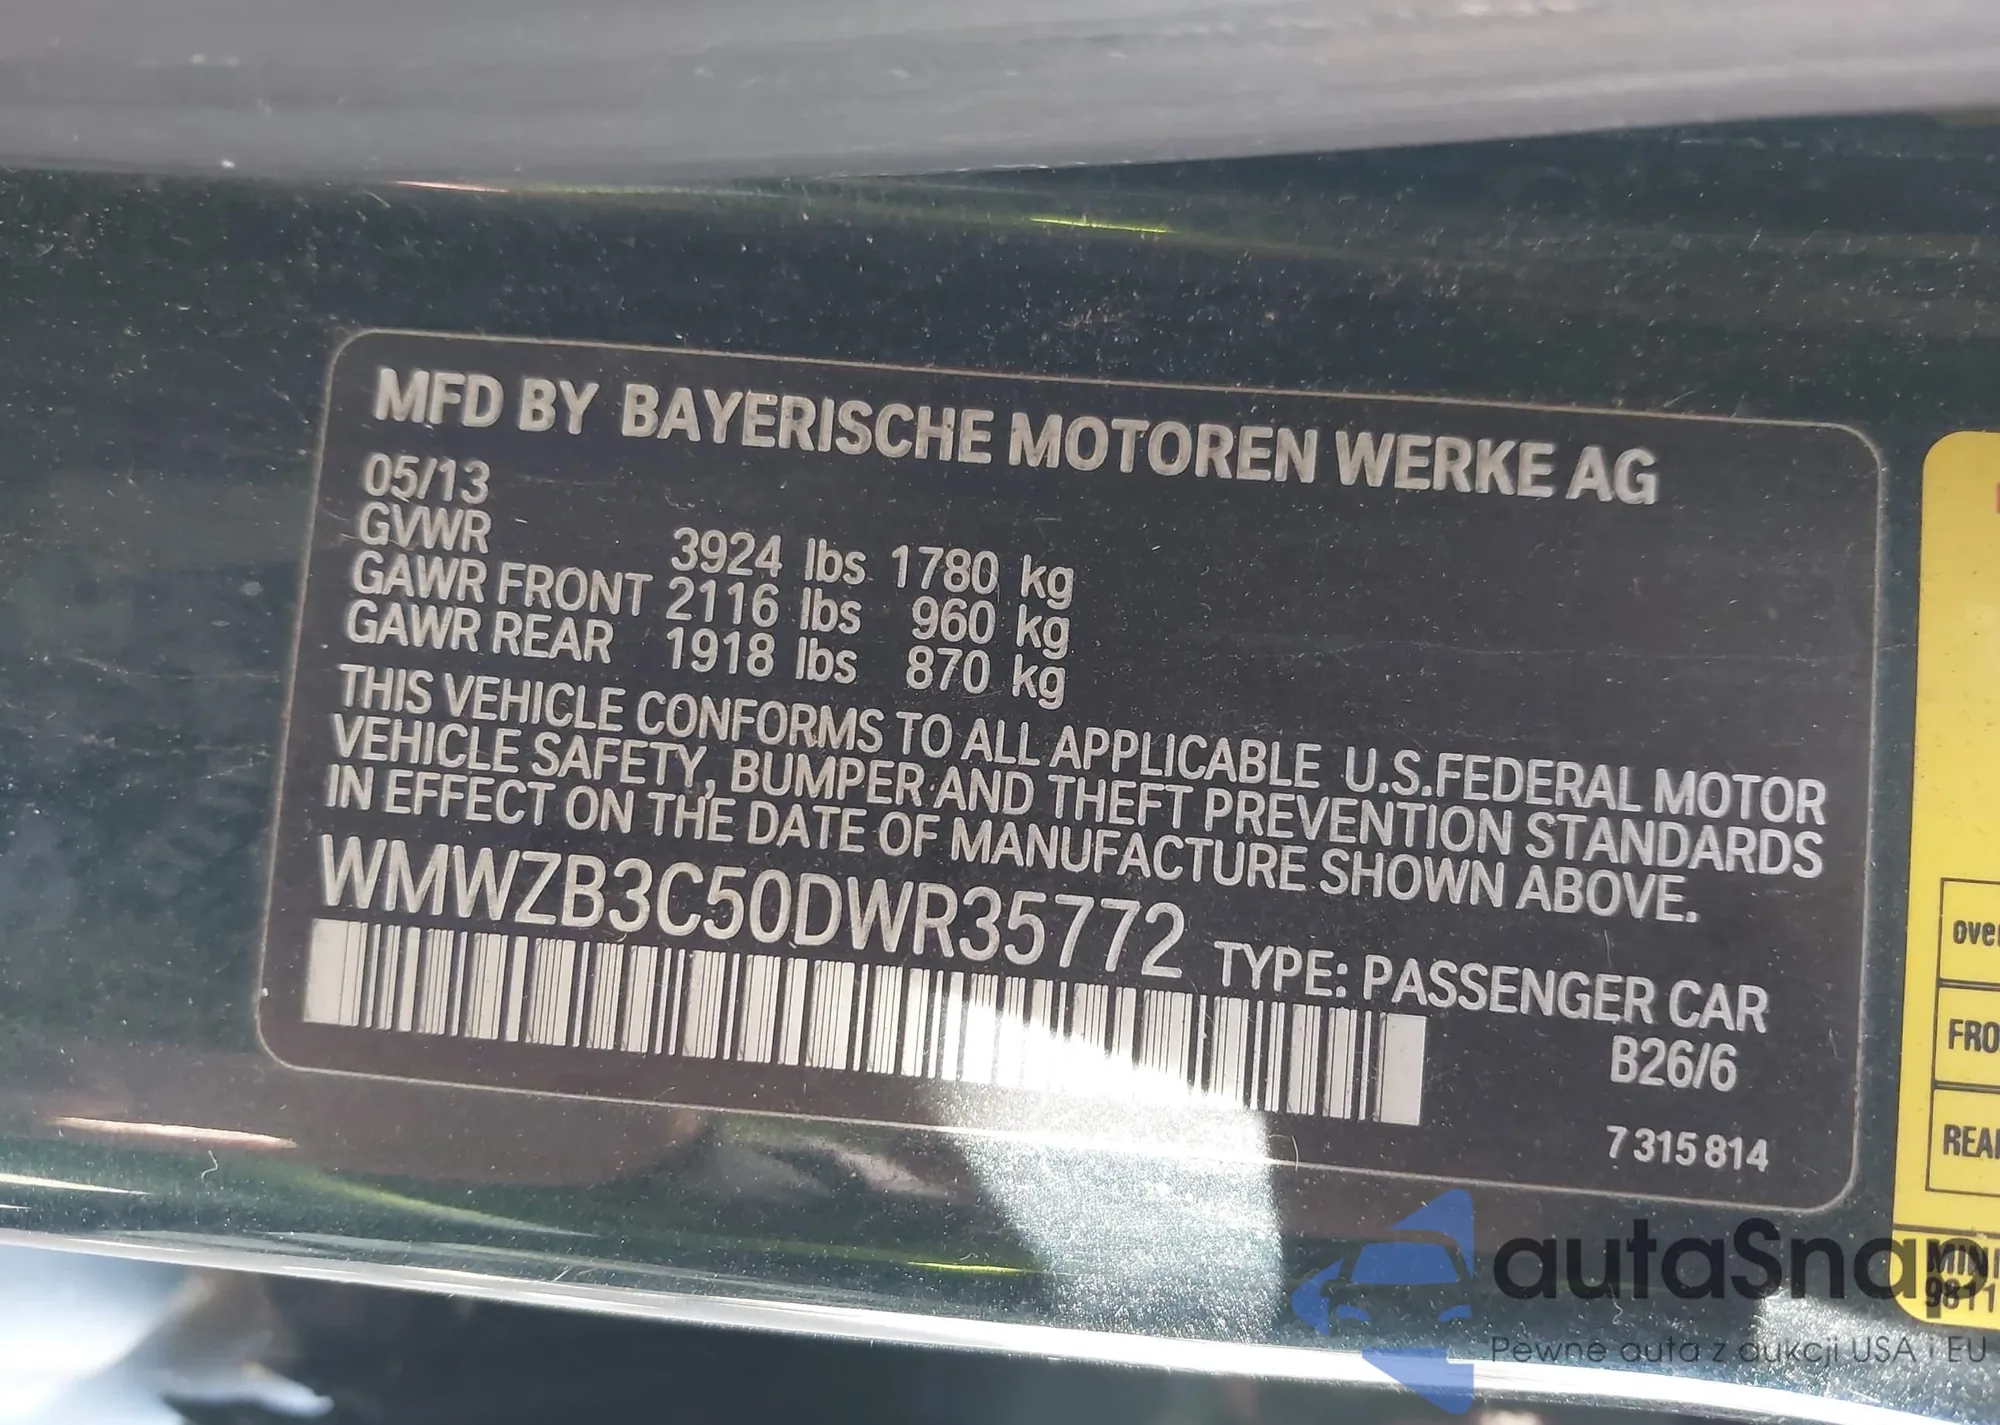 MFD BY BAYERISCHE MOTOREN WERKE AG
05/13
GVWR 3924 lbs 1780 kg
GAWR FRONT 2116 lbs 960 kg
GAWR REAR 1918 lbs 870 kg
THIS VEHICLE CONFORMS TO ALL APPLICABLE U.S.FEDERAL MOTOR
VEHICLE SAFETY, BUMPER AND THEFT PREVENTION STANDARDS
IN EFFECT ON THE DATE OF MANUFACTURE SHOWN ABOVE.
WMWZB3C50DWR35772 TYPE: PASSENGER CAR
B26/6
7 315 814
over
FRO
REA
MINI
9811
autaSnap
Pewne auta z aukcji USA i EU